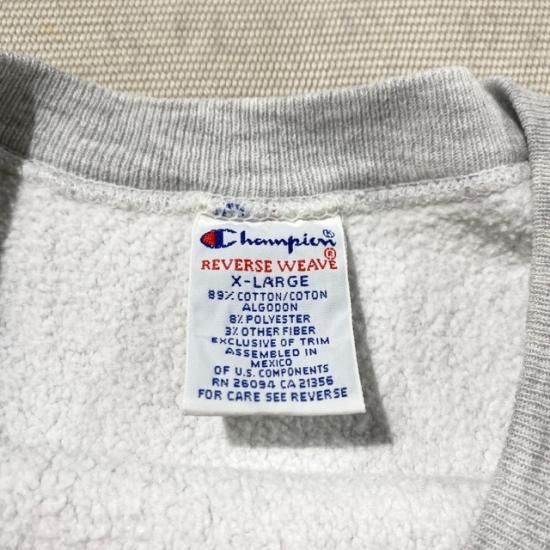 Champion®
REVERSE WEAVE®
X-LARGE
89% COTTON/COTON
ALGODON
8% POLYESTER
3% OTHER FIBER
EXCLUSIVE OF TRIM
ASSEMBLED IN
MEXICO
OF U.S. COMPONENTS
RN 26094 CA 21356
FOR CARE SEE REVERSE